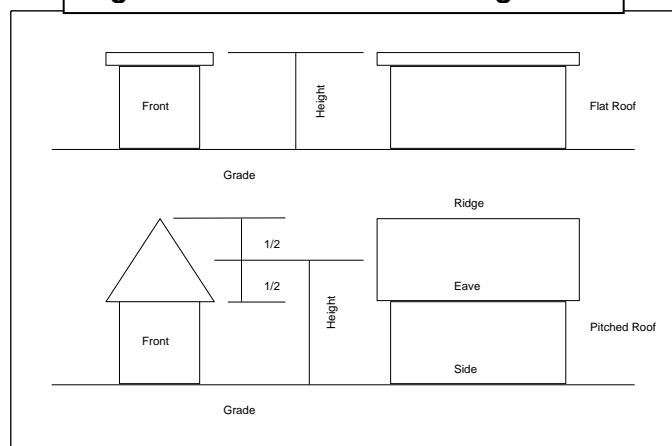 Front
Height
Flat Roof
Grade
Ridge
1/2
1/2
Eave
Height
Front
Pitched Roof
Side
Grade